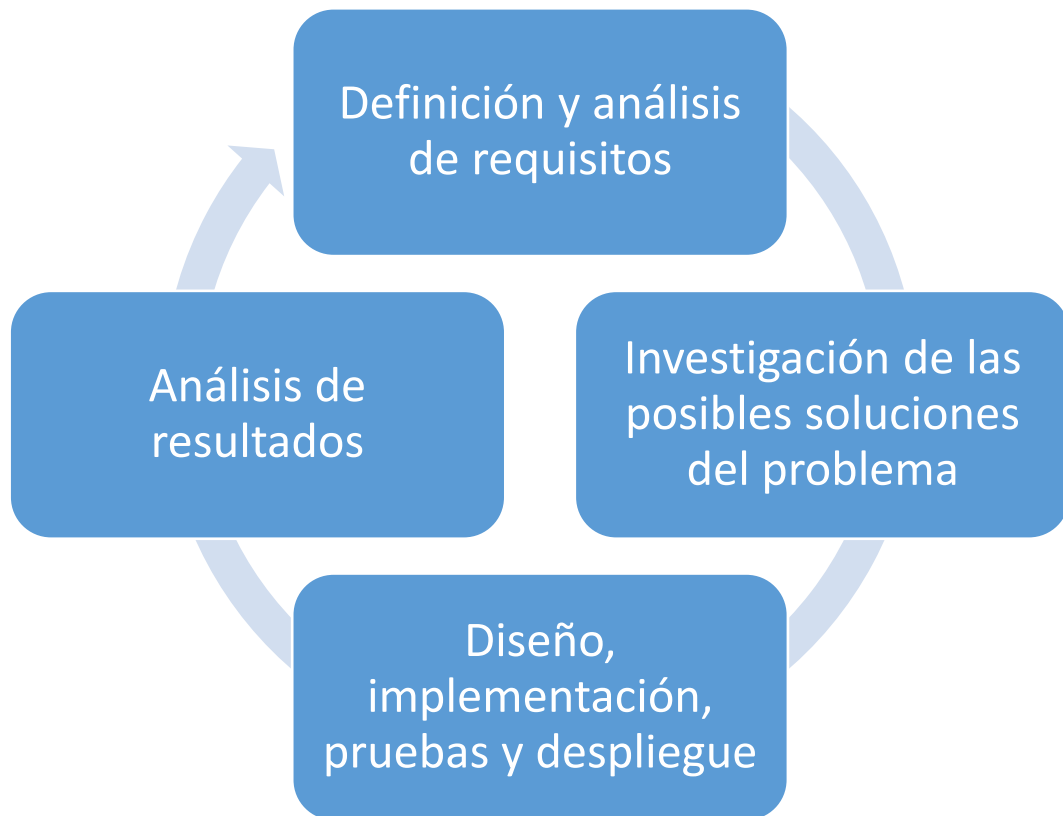 Definición y análisis
de requisitos
Investigación de las
posibles soluciones
del problema
Diseño,
implementación,
pruebas y despliegue
Análisis de
resultados